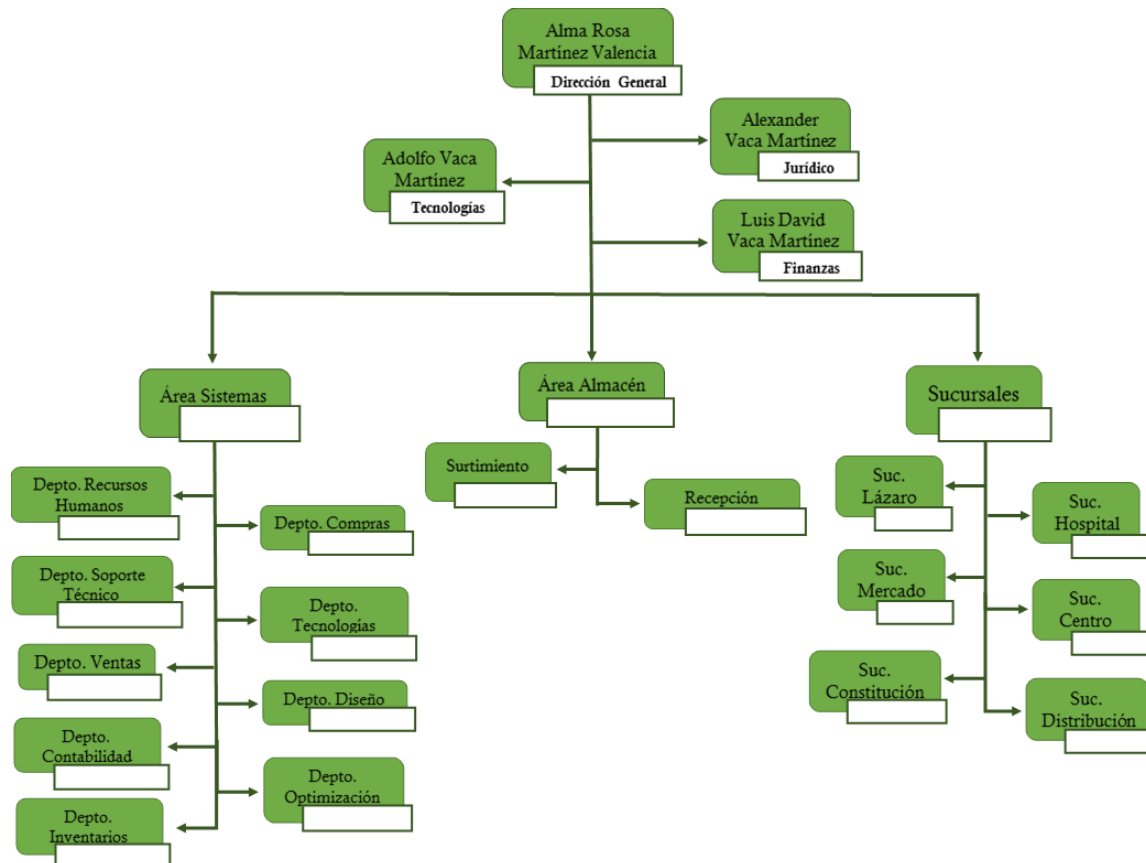 Alma Rosa
Martínez Valencia
Dirección General
Alexander
Vaca Martínez
Jurídico
Adolfo Vaca
Martínez
Tecnologías
Luis David
Vaca Martínez
Finanzas
Área Sistemas
Área Almacén
Sucursales
Depto. Recursos
Humanos
Depto. Compras
Depto. Soporte
Técnico
Depto.
Tecnologías
Depto. Ventas
Depto. Diseño
Depto.
Contabilidad
Depto.
Optimización
Depto.
Inventarios
Surtimiento
Recepción
Suc.
Lázaro
Suc.
Hospital
Suc.
Mercado
Suc.
Centro
Suc.
Constitución
Suc.
Distribución